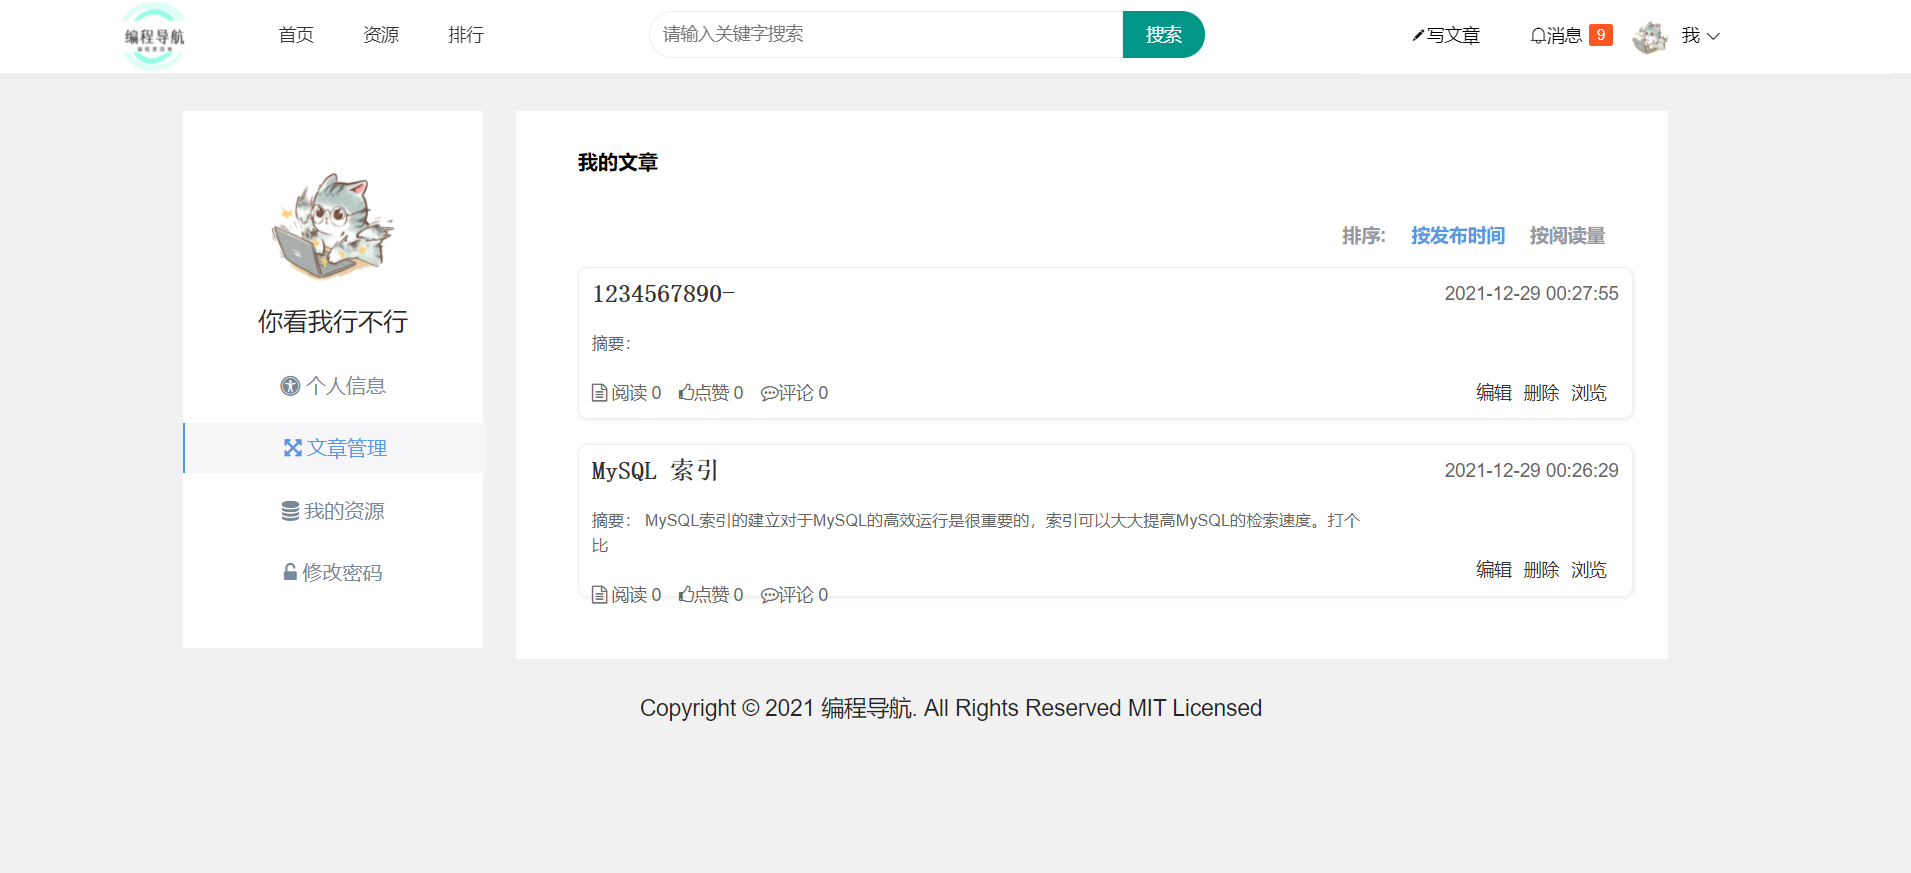 编程导航
首页 资源 排行 请输入关键字搜索 搜索 写文章 消息 9 我
你看我行不行
个人信息
文章管理
我的资源
修改密码
我的文章
排序: 按发布时间 按阅读量
1234567890- 2021-12-29 00:27:55
摘要:
阅读 0 点赞 0 评论 0 编辑 删除 浏览
MySQL 索引 2021-12-29 00:26:29
摘要: MySQL索引的建立对于MySQL的高效运行是很重要的，索引可以大大提高MySQL的检索速度。打个
比
编辑 删除 浏览
阅读 0 点赞 0 评论 0
Copyright © 2021 编程导航. All Rights Reserved MIT Licensed